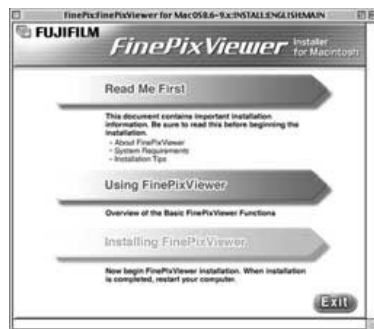 FinePix:FinePixViewer for MacOS8.6~9.x:INSTALL:ENGLISH:MAIN
FUJIFILM
FinePixViewer Installer for Macintosh
Read Me First
This document contains important installation
information. Be sure to read this before beginning the
installation.
- About FinePixViewer
- System Requirements
- Installation Tips
Using FinePixViewer
Overview of the Basic FinePixViewer Functions
Installing FinePixViewer
Now begin FinePixViewer installation. When installation
is completed, restart your computer.
Exit